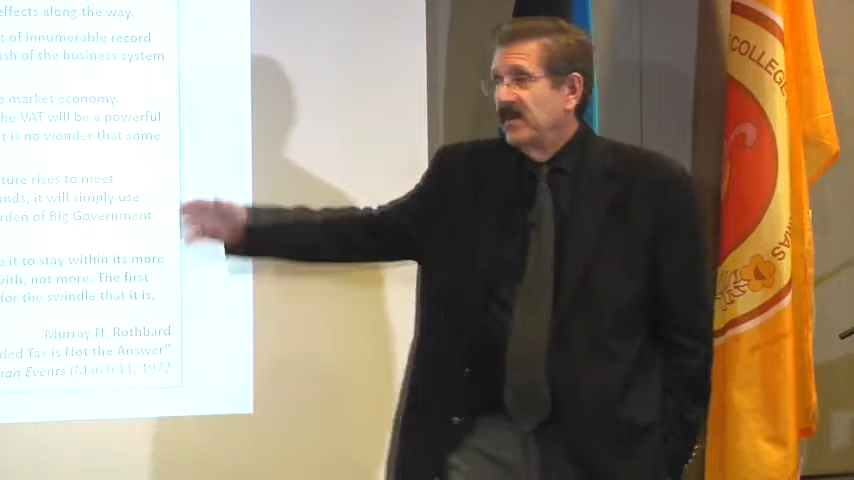 effects along the way.
t of innumerable record
sh of the business system
e market economy.
he VAT will be a powerful
t is no wonder that some
ture rises to meet
unds, it will simply use
rden of Big Government
e it to stay within its more
with, not more. The first
for the swindle that it is,
Murray N. Rothbard
ded Tax is Not the Answer"
man Events (March 11, 1972
COLLEGE
MAS